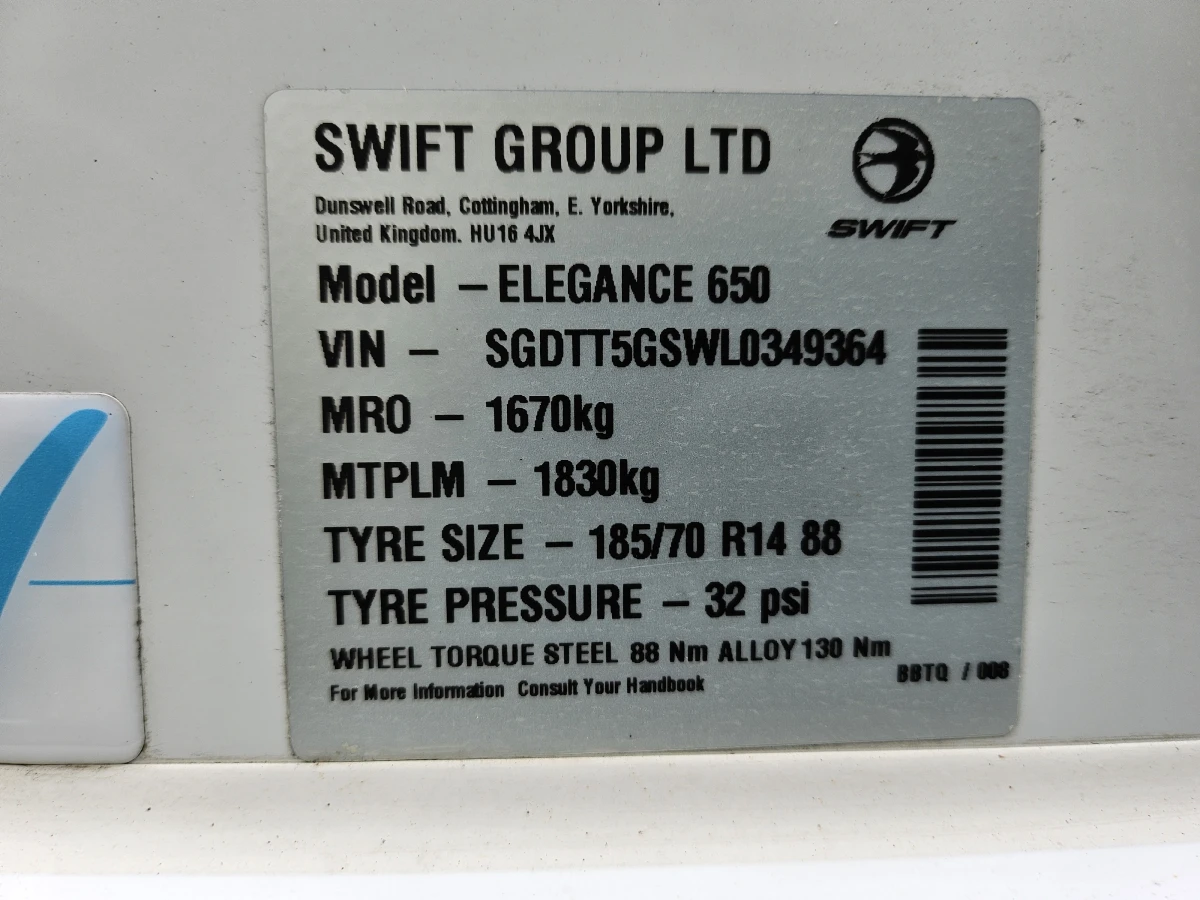 SWIFT GROUP LTD
Dunswell Road, Cottingham, E. Yorkshire,
United Kingdom. HU16 4JX
SWIFT
Model – ELEGANCE 650
VIN – SGDTT5GSWL0349364
MRO – 1670kg
MTPLM – 1830kg
TYRE SIZE – 185/70 R14 88
TYRE PRESSURE – 32 psi
WHEEL TORQUE STEEL 88 Nm ALLOY 130 Nm
For More Information Consult Your Handbook
BBTQ / 008